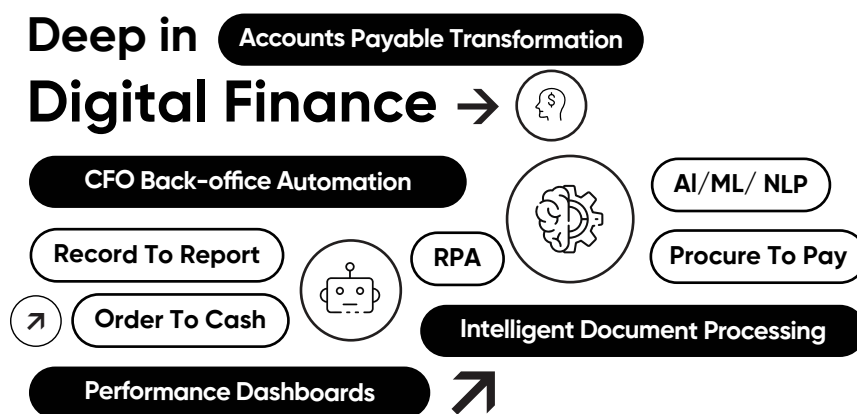 Deep in Accounts Payable Transformation
Digital Finance
$
CFO Back-office Automation
AI/ML/ NLP
Record To Report
RPA
Procure To Pay
Order To Cash
Intelligent Document Processing
Performance Dashboards